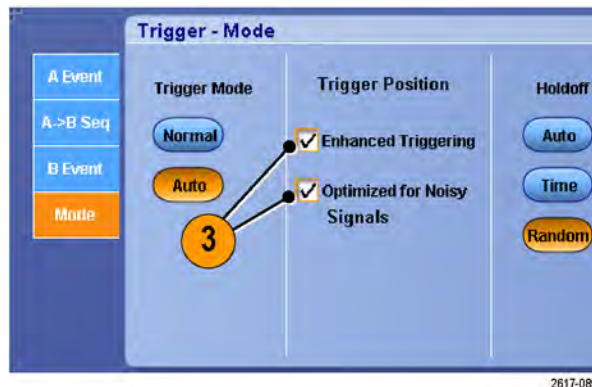 Trigger - Mode
A Event
A->B Seq
B Event
Mode
Trigger Mode
Normal
Auto
Trigger Position
Enhanced Triggering
Optimized for Noisy
Signals
3
Holdoff
Auto
Time
Random
2617-08